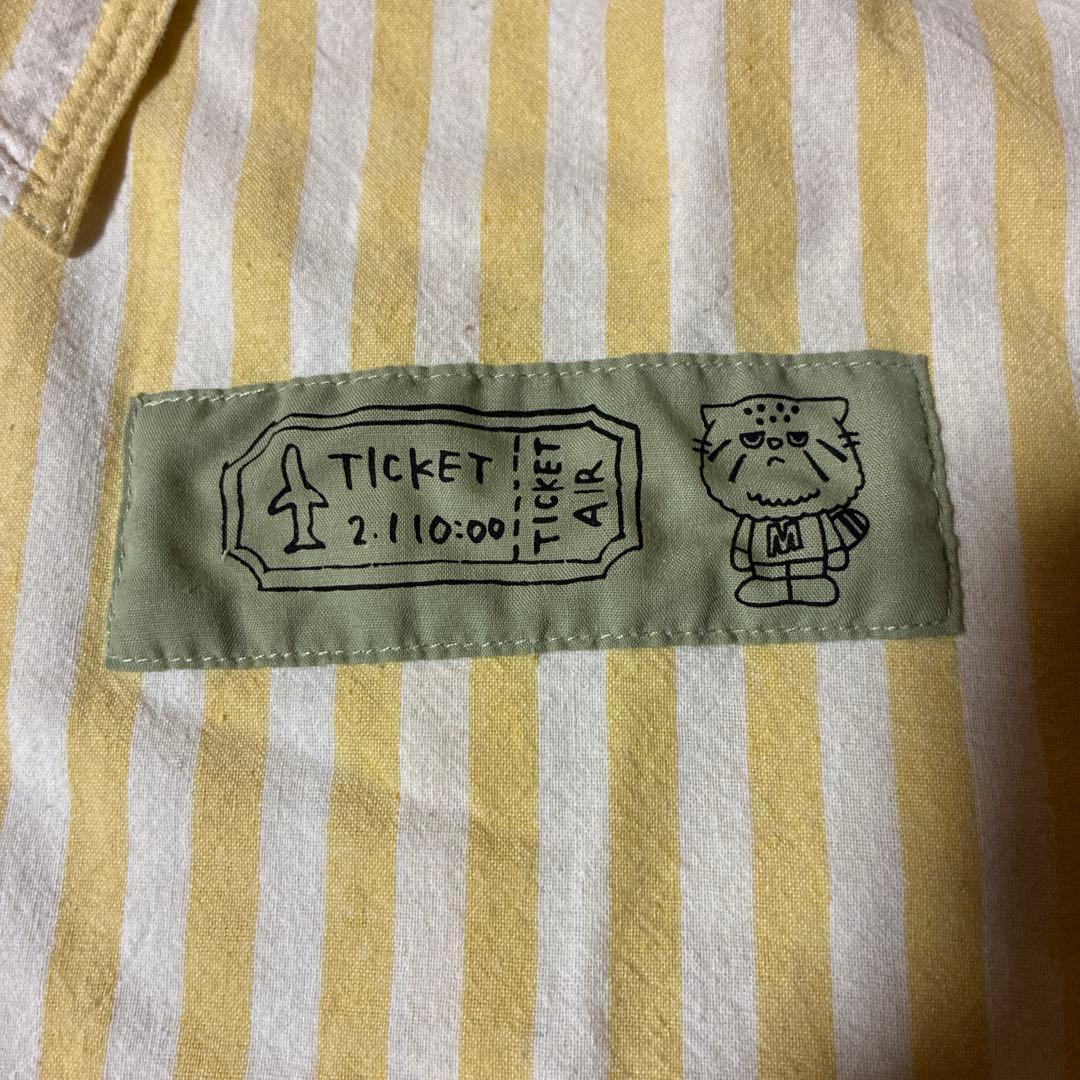 TICKET
2.1 10:00
TICKET
AIR
M